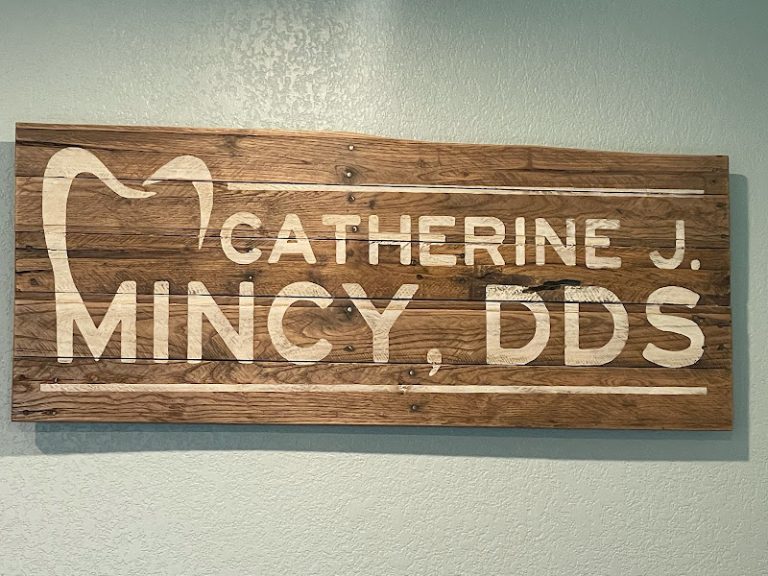 CATHERINE J.
MINCY, DDS